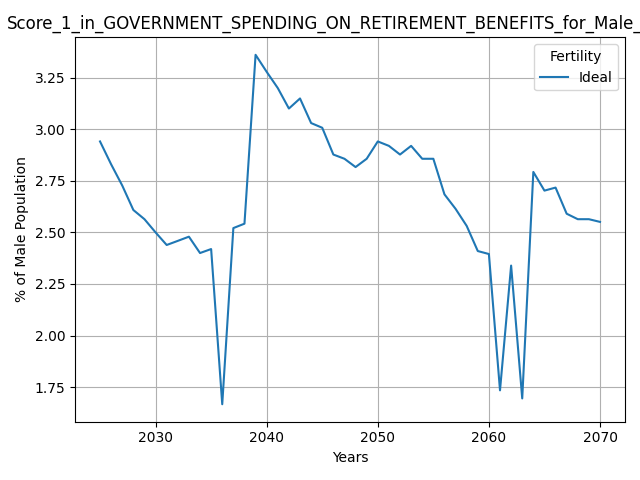 Score_1_in_GOVERNMENT_SPENDING_ON_RETIREMENT_BENEFITS_for_Male_
Fertility
Ideal
% of Male Population
3.25
3.00
2.75
2.50
2.25
2.00
1.75
2030 2040 2050 2060 2070
Years